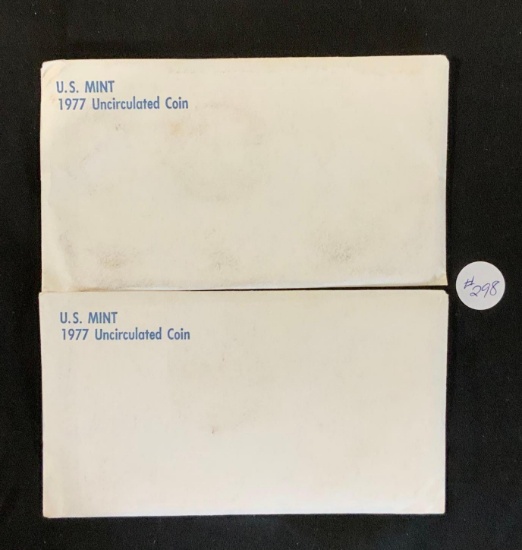 U.S. MINT
1977 Uncirculated Coin
#298
U.S. MINT
1977 Uncirculated Coin